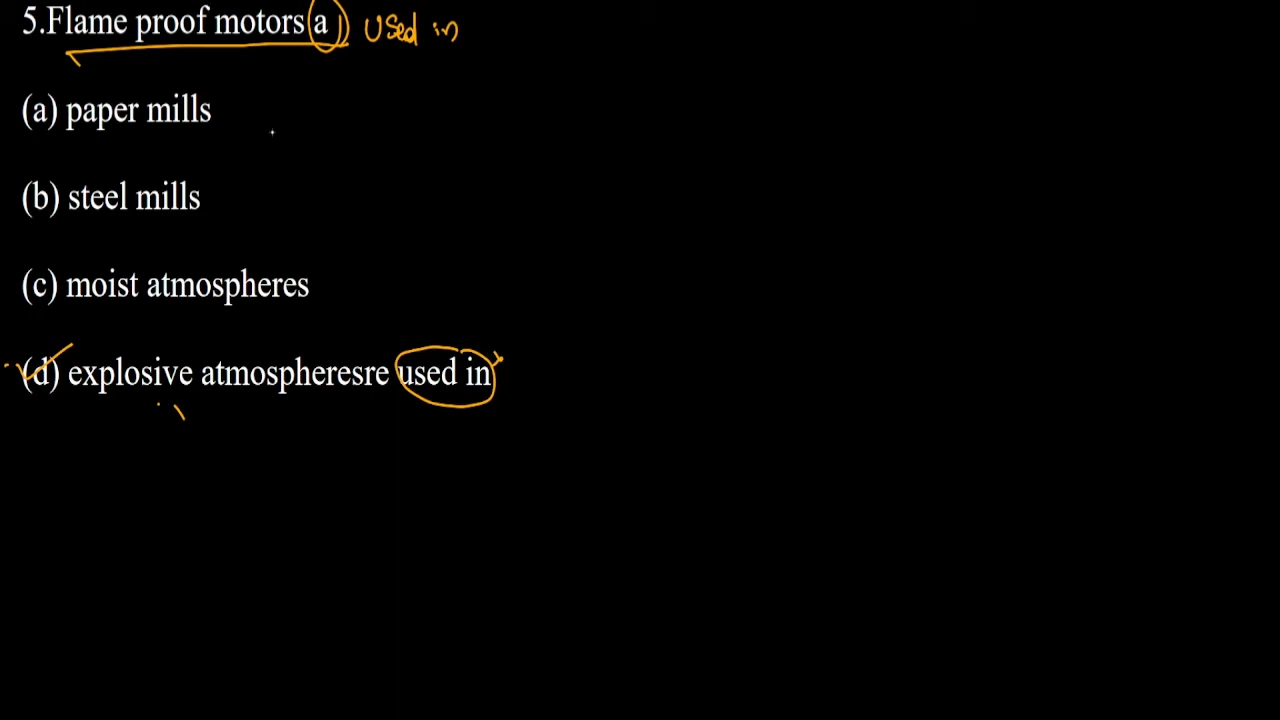 5.Flame proof motors a used in
(a) paper mills
(b) steel mills
(c) moist atmospheres
(d) explosive atmospheresre used in